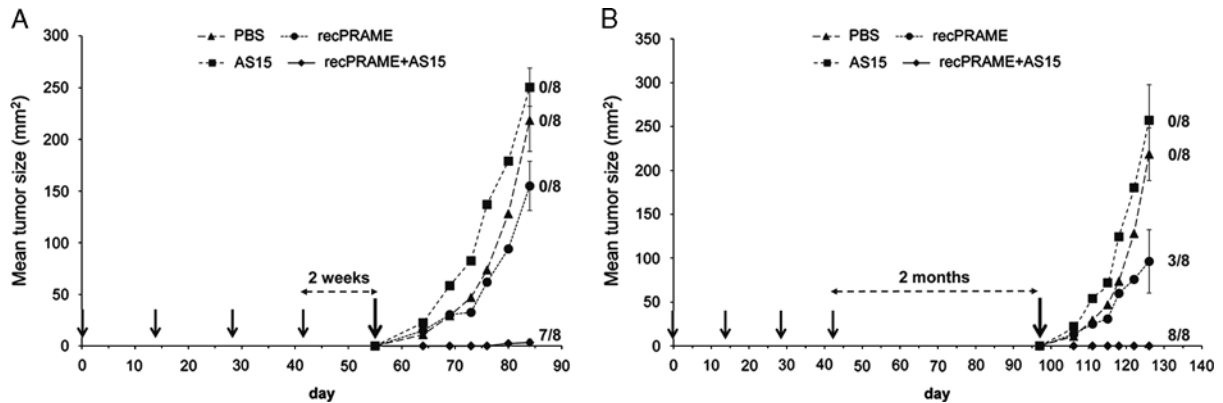 A
PBS recPRAME
AS15 recPRAME+AS15
Mean tumor size (mm²)
300
250
200
150
100
50
0
0/8
0/8
0/8
7/8
2 weeks
0 10 20 30 40 50 60 70 80 90
day
B
PBS recPRAME
AS15 recPRAME+AS15
Mean tumor size (mm²)
350
300
250
200
150
100
50
0
0/8
0/8
3/8
8/8
2 months
0 10 20 30 40 50 60 70 80 90 100 110 120 130 140
day